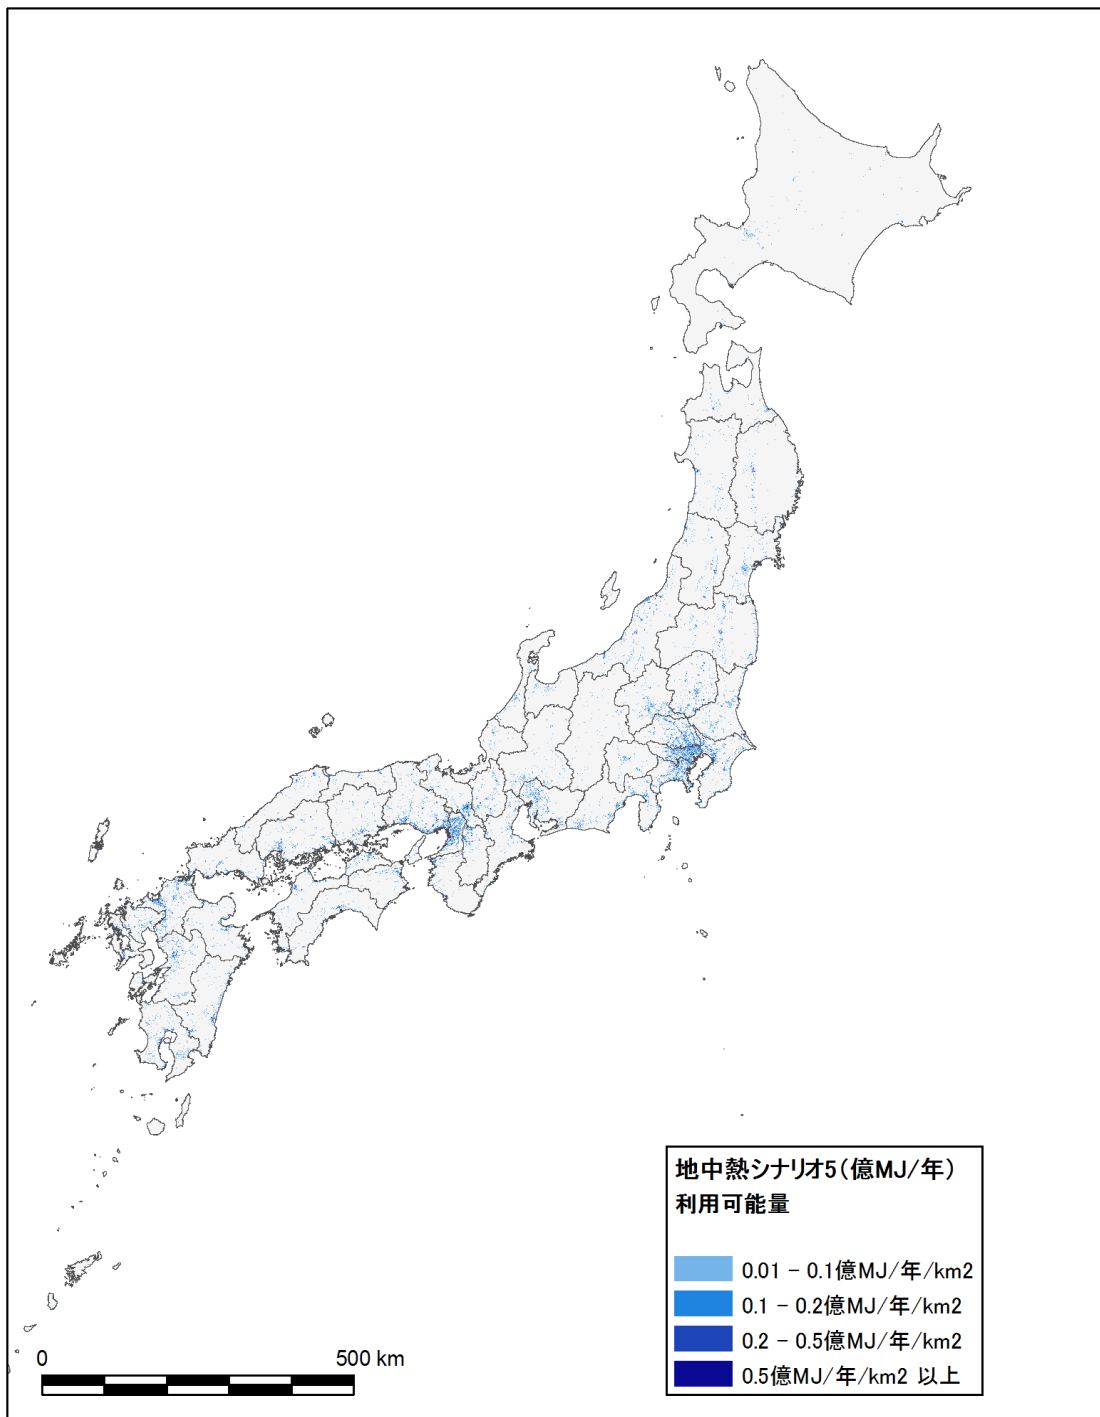 地中熱シナリオ5(億MJ/年)
利用可能量
0.01 - 0.1億MJ/年/km2
0.1 - 0.2億MJ/年/km2
0.2 - 0.5億MJ/年/km2
0.5億MJ/年/km2 以上
0 500 km